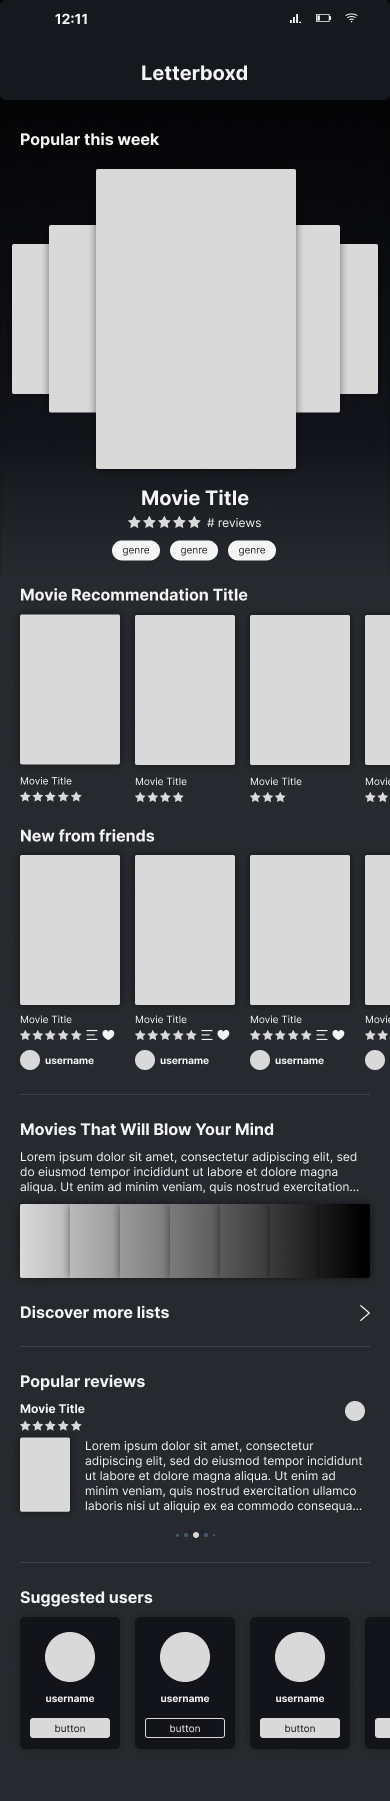 12:11
Letterboxd
Popular this week
Movie Title
# reviews
genre genre genre
Movie Recommendation Title
Movie Title Movie Title Movie Title Movi
New from friends
Movie Title Movie Title Movie Title Movi
username username username
Movies That Will Blow Your Mind
Lorem ipsum dolor sit amet, consectetur adipiscing elit, sed
do eiusmod tempor incididunt ut labore et dolore magna
aliqua. Ut enim ad minim veniam, quis nostrud exercitation...
Discover more lists
Popular reviews
Movie Title
Lorem ipsum dolor sit amet, consectetur
adipiscing elit, sed do eiusmod tempor incididunt
ut labore et dolore magna aliqua. Ut enim ad
minim veniam, quis nostrud exercitation ullamco
laboris nisi ut aliquip ex ea commodo consequa...
Suggested users
username username username
button button button